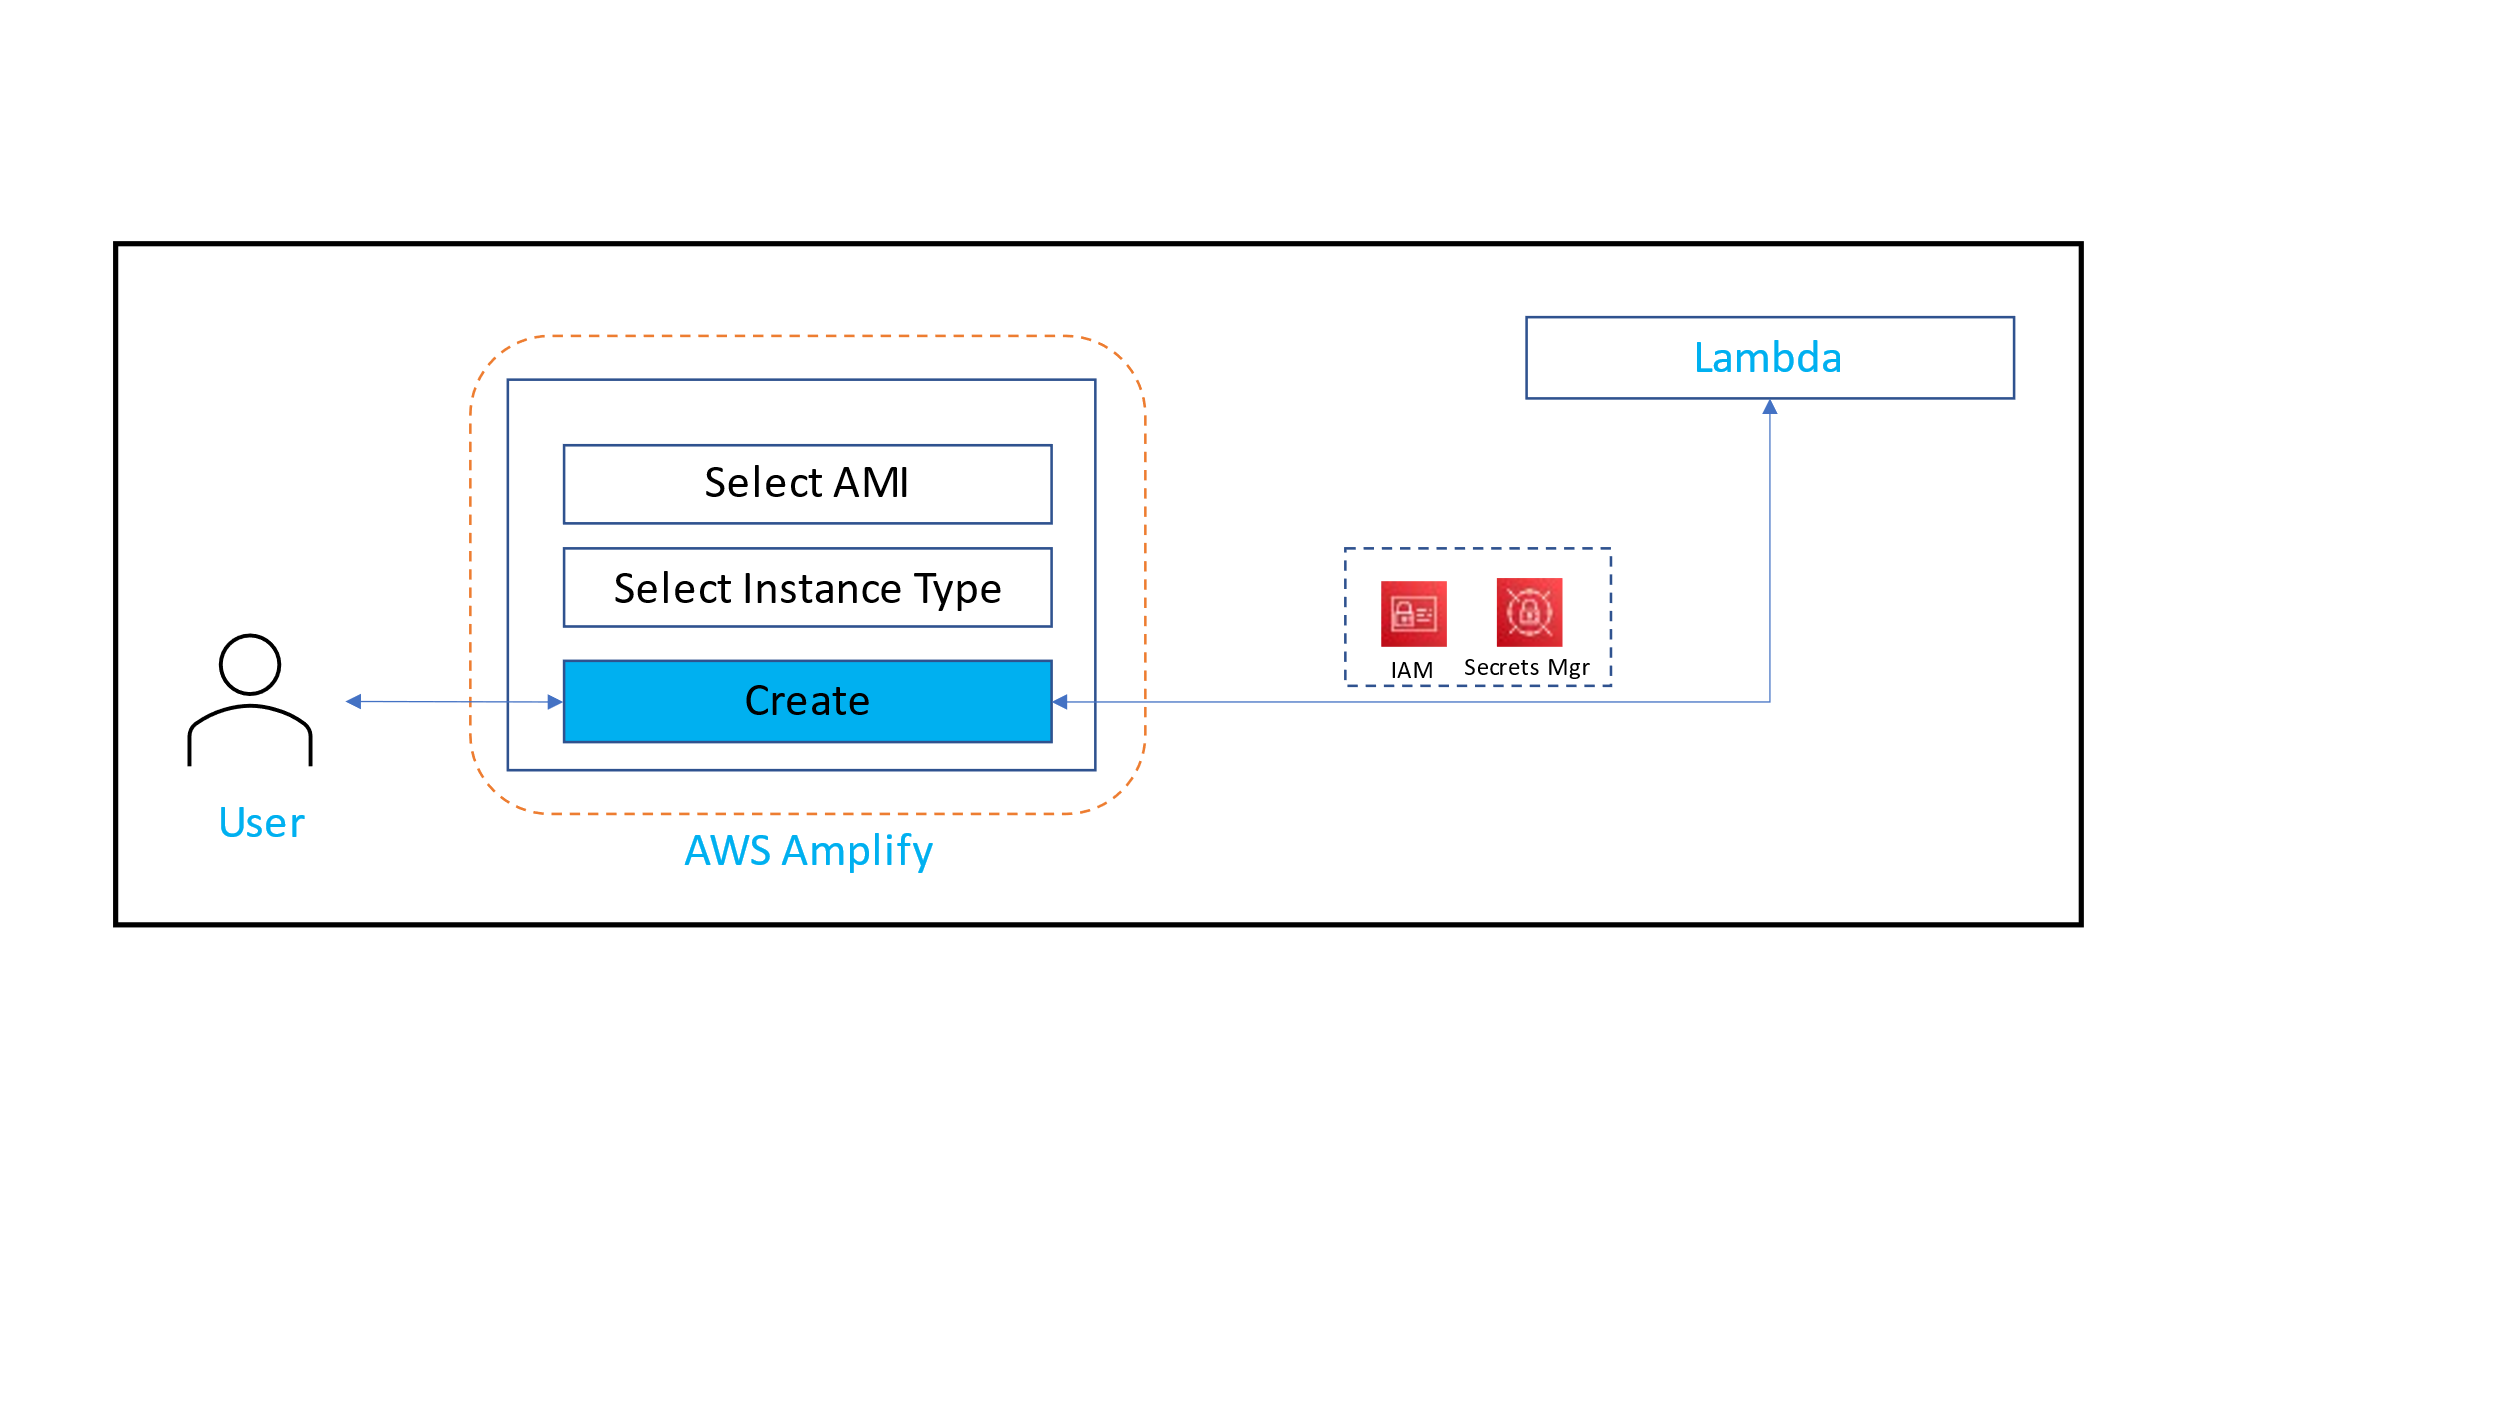 Lambda
Select AMI
Select Instance Type
Create
IAM
Secrets Mgr
User
AWS Amplify